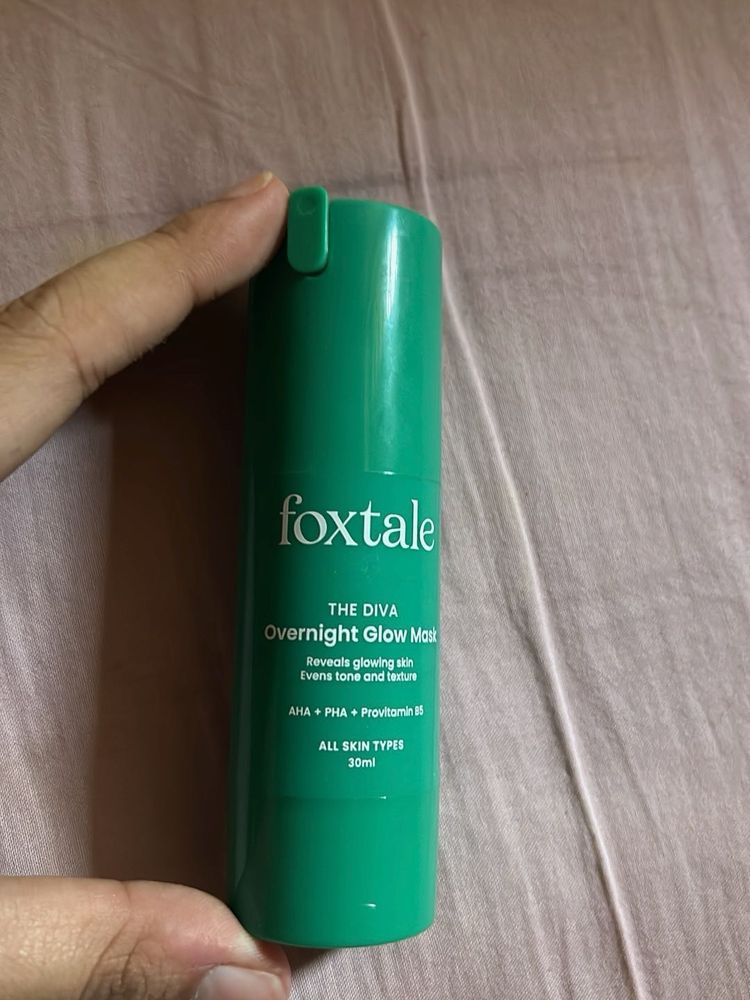 foxtale
THE DIVA
Overnight Glow Mask
Reveals glowing skin
Evens tone and texture
AHA + PHA + Provitamin B5
ALL SKIN TYPES
30ml